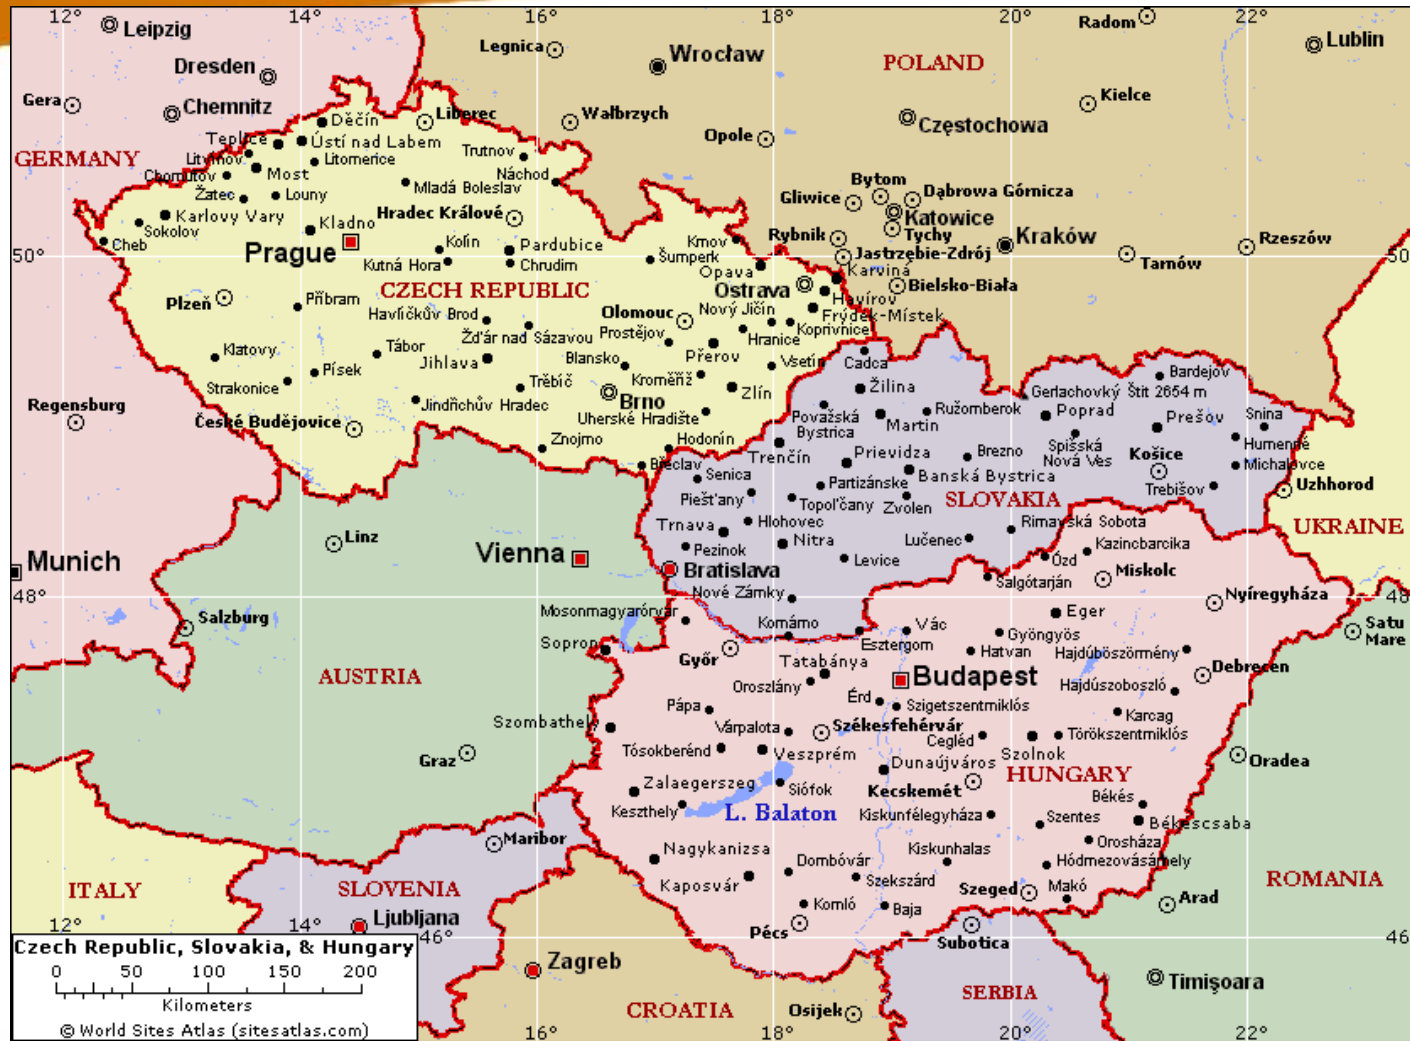 12°
14°
16°
18°
20°
22°
Leipzig
Legnica
Radom
Lublin
Wrocław
POLAND
Dresden
Gera
Chemnitz
Kielce
Liberec
Wałbrzych
Częstochowa
Děčín
Opole
Teplice
Ústí nad Labem
GERMANY
Litvínov
Litomerice
Trutnov
Chomutov
Most
Náchod
Žatec
Louny
Mladá Boleslav
Bytom
Dąbrowa Górnicza
Gliwice
Karlovy Vary
Hradec Králové
Katowice
Sokolov
Kladno
Tychy
Cheb
Prague
Kolín
Pardubice
Krnov
Rybnik
Kraków
Rzeszów
50
Kutná Hora
Chrudim
Šumperk
Jastrzębie-Zdrój
Tarnów
Opava
Karviná
Plzeň
CZECH REPUBLIC
Ostrava
Bielsko-Biała
Příbram
Havířov
Havlíčkův Brod
Olomouc
Nový Jičín
Frýdek-Místek
Žďár nad Sázavou
Prostějov
Hranice
Koprivnice
Klatovy
Tábor
Jihlava
Blansko
Přerov
Vsetín
Cadca
Písek
Kroměříž
Bardejov
Strakonice
Třebíč
Zlín
Žilina
Gerlachovký Štit 2654 m
Regensburg
Jindřichův Hradec
Brno
Uherské Hradište
Považská
Bystrica
Ružomberok
Martin
Poprad
Prešov
Snina
České Budějovice
Znojmo
Hodonín
Trenčín
Spišská
Nová Ves
Humenné
Břeclav
Senica
Prievidza
Brezno
Košice
Michalovce
Banská Bystrica
Piešt'any
Partizánske
Topoľčany
Zvolen
SLOVAKIA
Trebišov
Uzhhorod
Linz
Trnava
Hlohovec
Rimavská Sobota
UKRAINE
Vienna
Pezinok
Nitra
Lučenec
Kazincbarcika
Munich
Bratislava
Levice
Ózd
Miskolc
Nové Zámky
Salgótarján
48
Mosonmagyaróvár
Nyíregyháza
Salzburg
Komárno
Vác
Eger
Satu
Mare
Sopron
Győr
Esztergom
Gyöngyös
Hatvan
Hajdúböszörmény
Tatabánya
Debrecen
AUSTRIA
Oroszlány
Budapest
Hajdúszoboszló
Pápa
Érd
Szigetszentmiklós
Karcag
Szombathely
Várpalota
Székesfehérvár
Cegléd
Törökszentmiklós
Tósokberénd
Veszprém
Szolnok
Graz
Dunaújváros
HUNGARY
Oradea
Zalaegerszeg
Siófok
Kecskemét
Keszthely
L. Balaton
Kiskunfélegyháza
Békés
Szentes
Békéscsaba
Maribor
Orosháza
Nagykanizsa
Dombóvár
Kiskunhalas
Hódmezovásárhely
ITALY
SLOVENIA
Kaposvár
Szekszárd
Szeged
Makó
ROMANIA
Komló
Baja
Arad
12°
14°
Ljubljana
Pécs
46°
Subotica
46
Czech Republic, Slovakia, & Hungary
Zagreb
0 50 100 150 200
Kilometers
Timişoara
SERBIA
CROATIA
Osijek
© World Sites Atlas (sitesatlas.com)
16°
18°
20°
22°